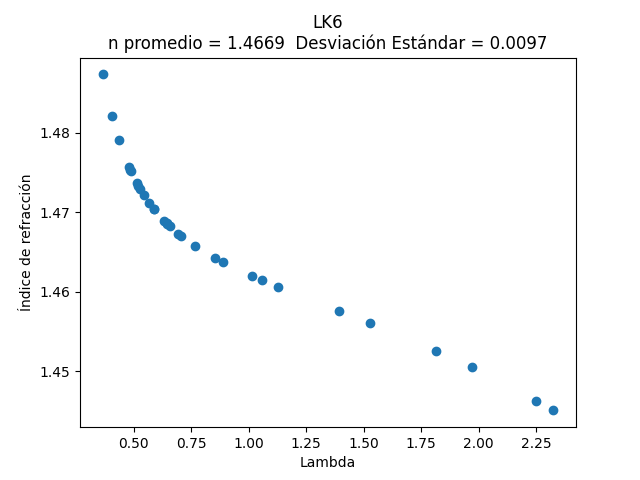 LK6
n promedio = 1.4669  Desviación Estándar = 0.0097
Índice de refracción
1.48
1.47
1.46
1.45
0.50 0.75 1.00 1.25 1.50 1.75 2.00 2.25
Lambda